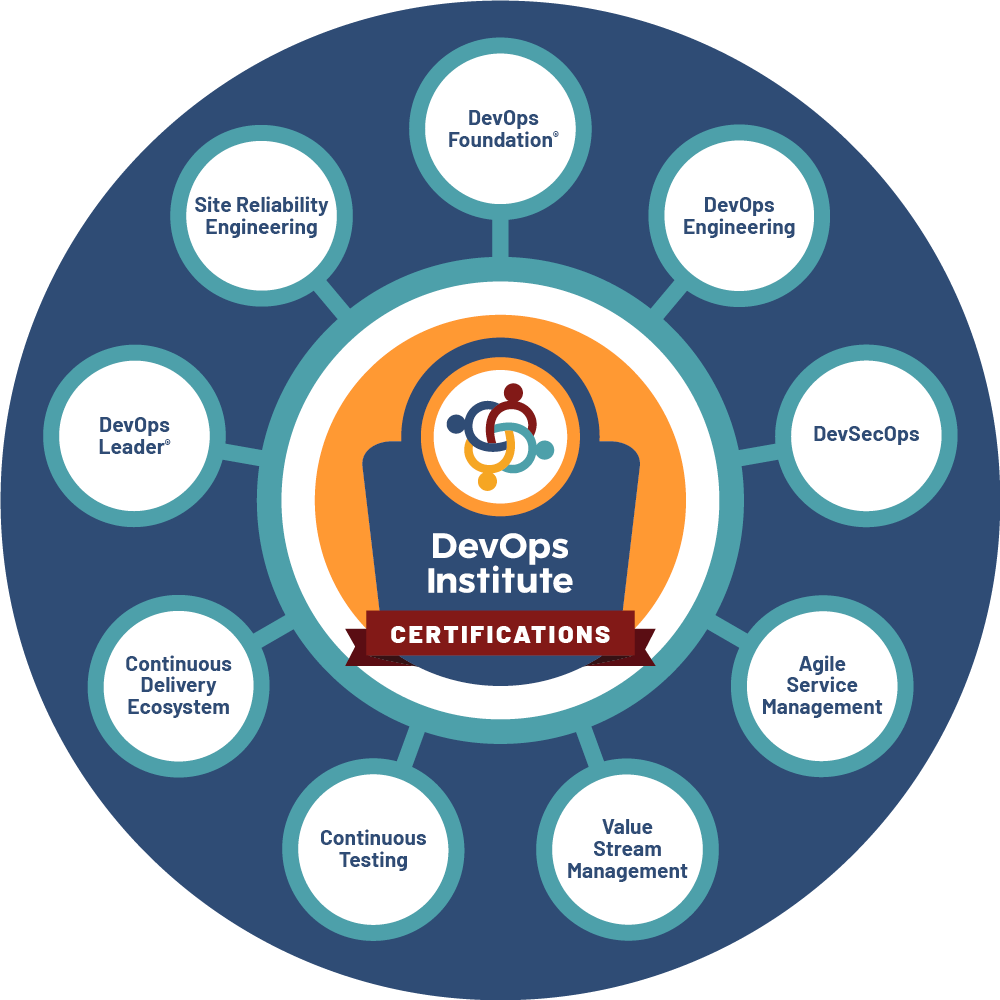 DevOps
Foundation®
Site Reliability
Engineering
DevOps
Engineering
DevOps
Leader®
DevSecOps
DevOps
Institute
CERTIFICATIONS
Continuous
Delivery
Ecosystem
Agile
Service
Management
Continuous
Testing
Value
Stream
Management